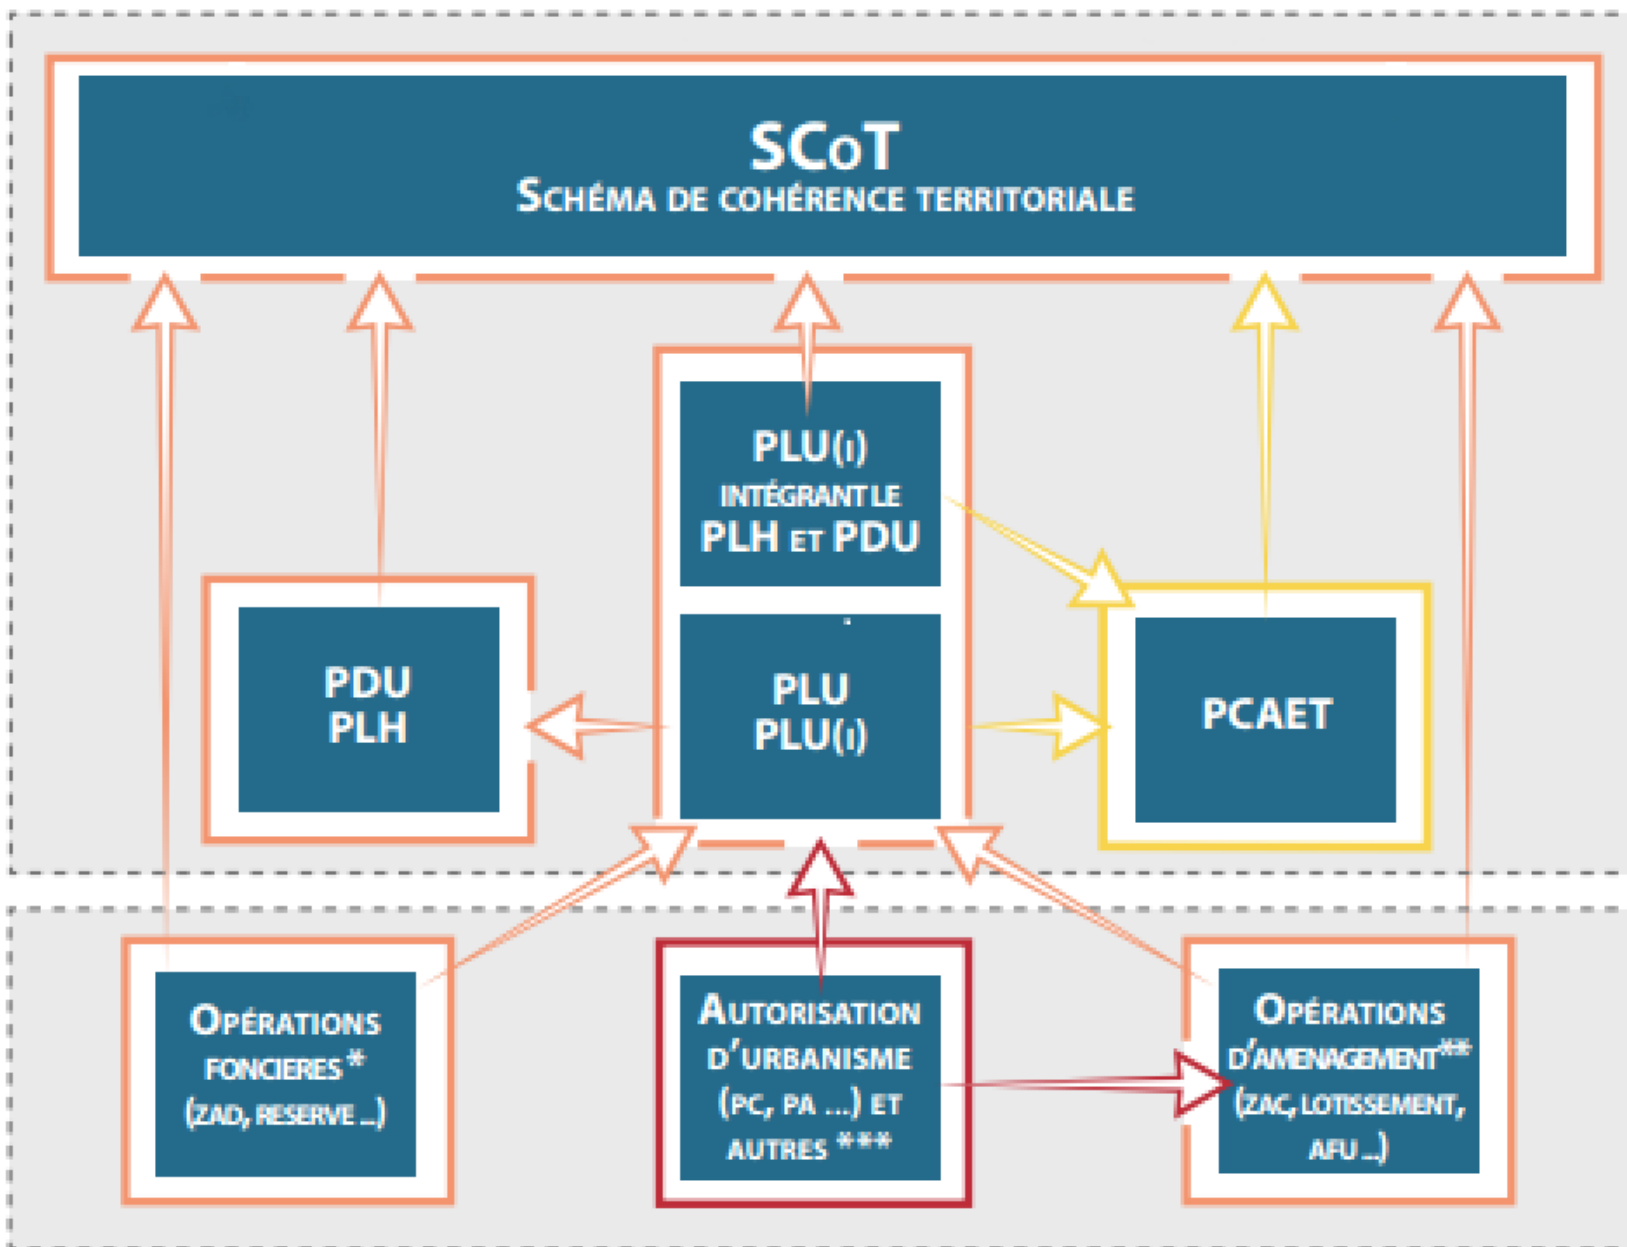 SCoT
SCHÉMA DE COHÉRENCE TERRITORIALE
PLU(I)
INTÉGRANT LE
PLH ET PDU
PDU
PLH
PLU
PLU(I)
PCAET
OPÉRATIONS
FONCIERES *
(ZAD, RESERVE ...)
AUTORISATION
D'URBANISME
(PC, PA ...) ET
AUTRES ***
OPÉRATIONS
D'AMENAGEMENT**
(ZAC, LOTISSEMENT,
AFU ...)